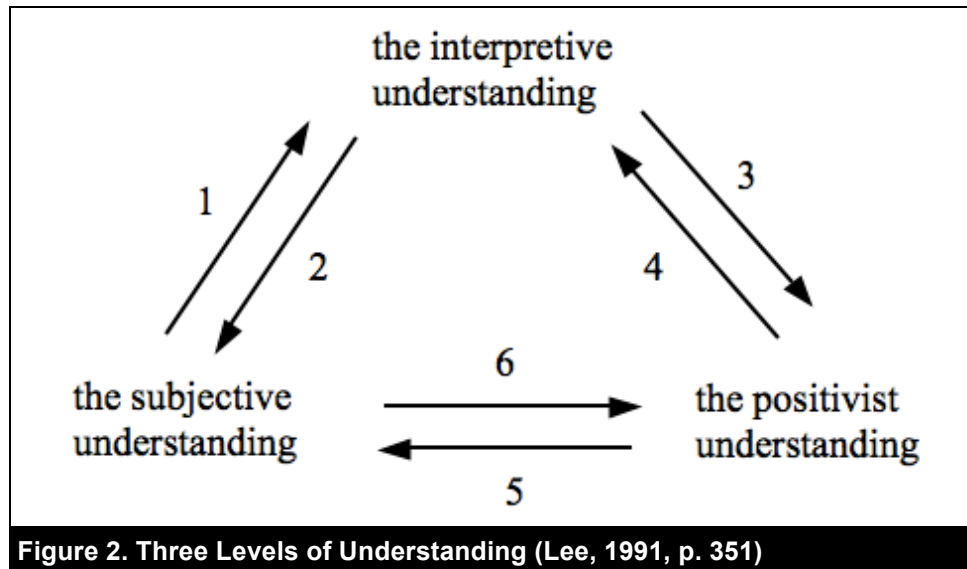 the interpretive
understanding
1
2
3
4
the subjective
understanding
6
5
the positivist
understanding
Figure 2. Three Levels of Understanding (Lee, 1991, p. 351)